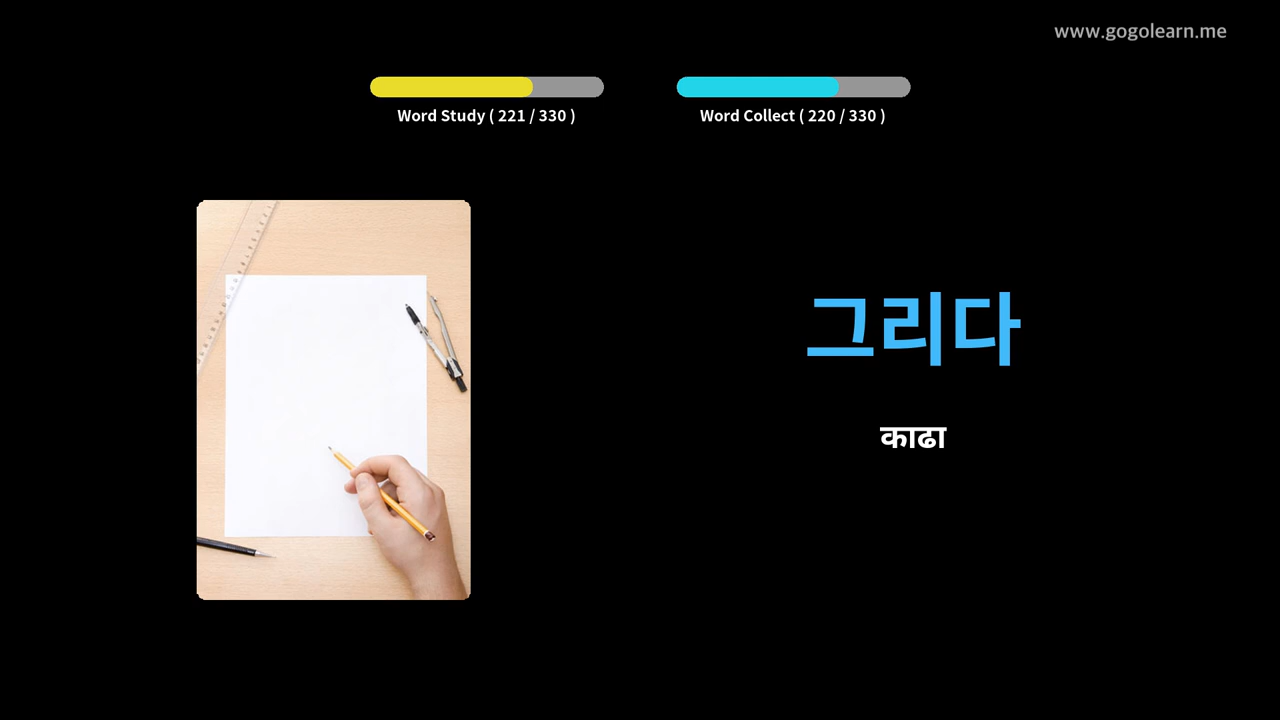 www.gogolearn.me
Word Study ( 221 / 330 )
Word Collect ( 220 / 330 )
그리다
काढा